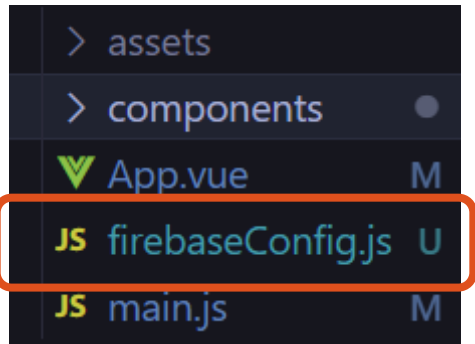 > assets
> components
App.vue M
JS firebaseConfig.js U
JS main.js M